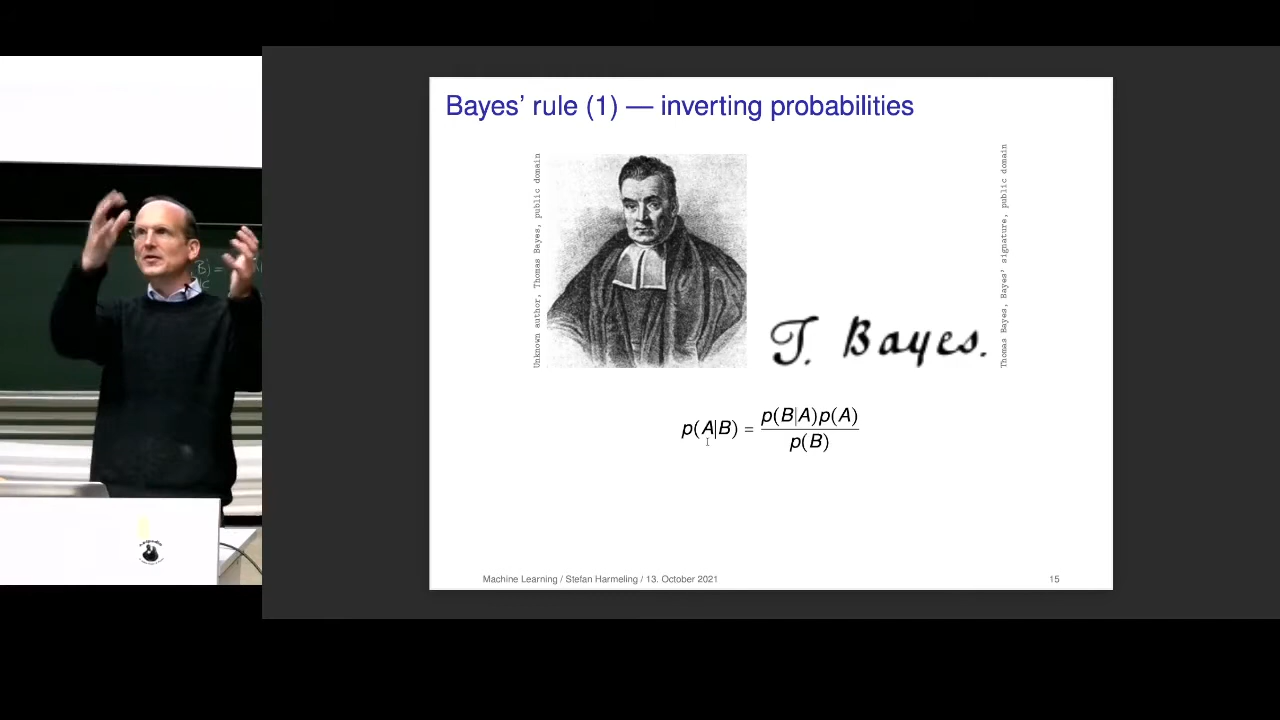 Bayes’ rule (1) — inverting probabilities
Unknown author, Thomas Bayes, public domain
T. Bayes.
Thomas Bayes, Bayes’ signature, public domain
p(A|B) = p(B|A)p(A)
p(B)
Machine Learning / Stefan Harmeling / 13. October 2021
15